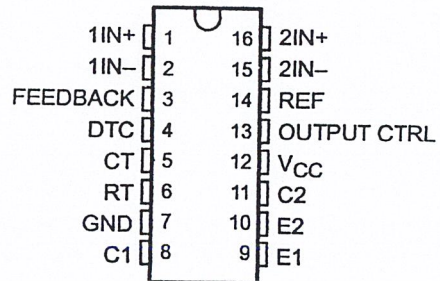 1IN+ 1 16 2IN+
1IN– 2 15 2IN–
FEEDBACK 3 14 REF
DTC 4 13 OUTPUT CTRL
CT 5 12 VCC
RT 6 11 C2
GND 7 10 E2
C1 8 9 E1